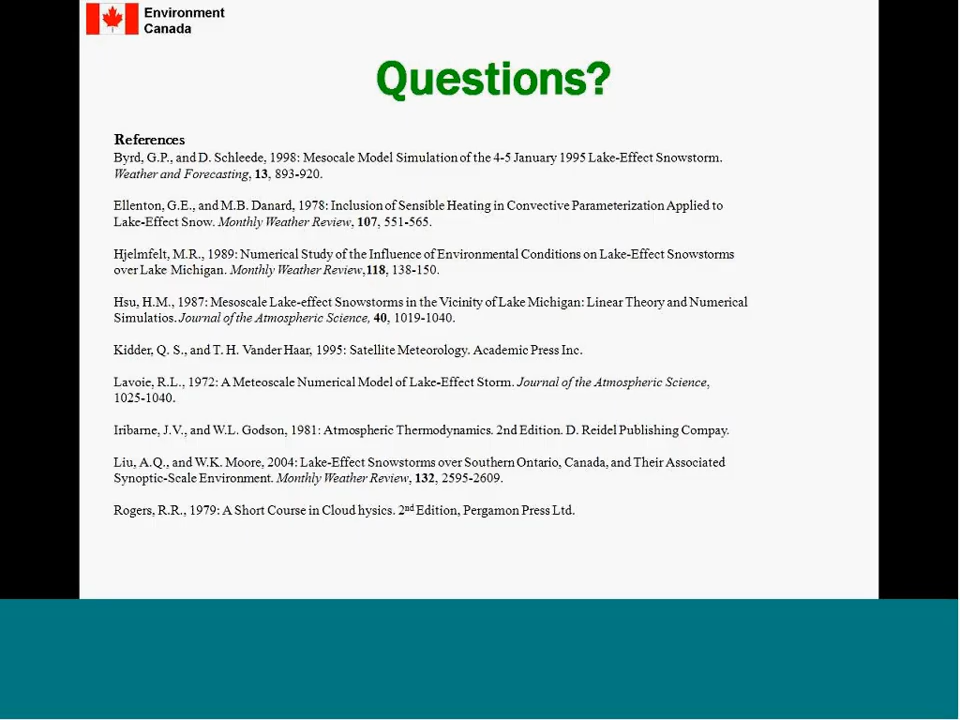 Environment
Canada
Questions?
References
Byrd, G.P., and D. Schleede, 1998: Mesocale Model Simulation of the 4-5 January 1995 Lake-Effect Snowstorm.
Weather and Forecasting, 13, 893-920.
Ellenton, G.E., and M.B. Danard, 1978: Inclusion of Sensible Heating in Convective Parameterization Applied to
Lake-Effect Snow. Monthly Weather Review, 107, 551-565.
Hjelmfelt, M.R., 1989: Numerical Study of the Influence of Environmental Conditions on Lake-Effect Snowstorms
over Lake Michigan. Monthly Weather Review,118, 138-150.
Hsu, H.M., 1987: Mesoscale Lake-effect Snowstorms in the Vicinity of Lake Michigan: Linear Theory and Numerical
Simulatios. Journal of the Atmospheric Science, 40, 1019-1040.
Kidder, Q. S., and T. H. Vander Haar, 1995: Satellite Meteorology. Academic Press Inc.
Lavoie, R.L., 1972: A Meteoscale Numerical Model of Lake-Effect Storm. Journal of the Atmospheric Science,
1025-1040.
Iribarne, J.V., and W.L. Godson, 1981: Atmospheric Thermodynamics. 2nd Edition. D. Reidel Publishing Compay.
Liu, A.Q., and W.K. Moore, 2004: Lake-Effect Snowstorms over Southern Ontario, Canada, and Their Associated
Synoptic-Scale Environment. Monthly Weather Review, 132, 2595-2609.
Rogers, R.R., 1979: A Short Course in Cloud hysics. 2nd Edition, Pergamon Press Ltd.